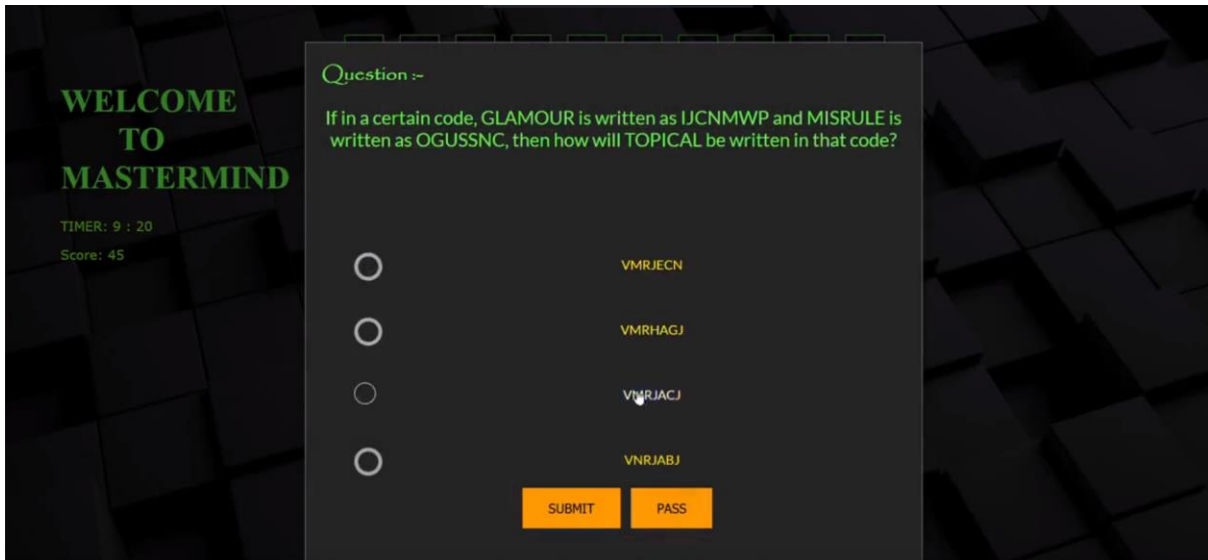 WELCOME
TO
MASTERMIND
TIMER: 9 : 20
Score: 45
Question :-
If in a certain code, GLAMOUR is written as IJCNMWP and MISRULE is
written as OGUSSNC, then how will TOPICAL be written in that code?
VMRJECN
VMRHAGJ
VMRJACJ
VNRJABJ
SUBMIT
PASS